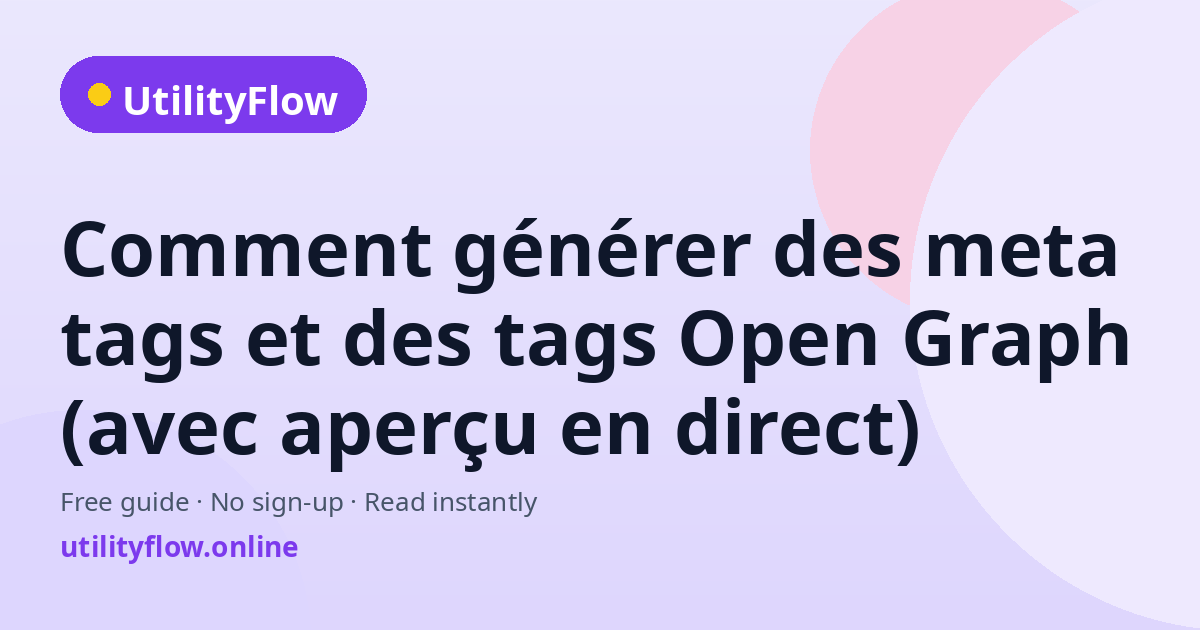 UtilityFlow
Comment générer des meta
tags et des tags Open Graph
(avec aperçu en direct)
Free guide · No sign-up · Read instantly
utilityflow.online